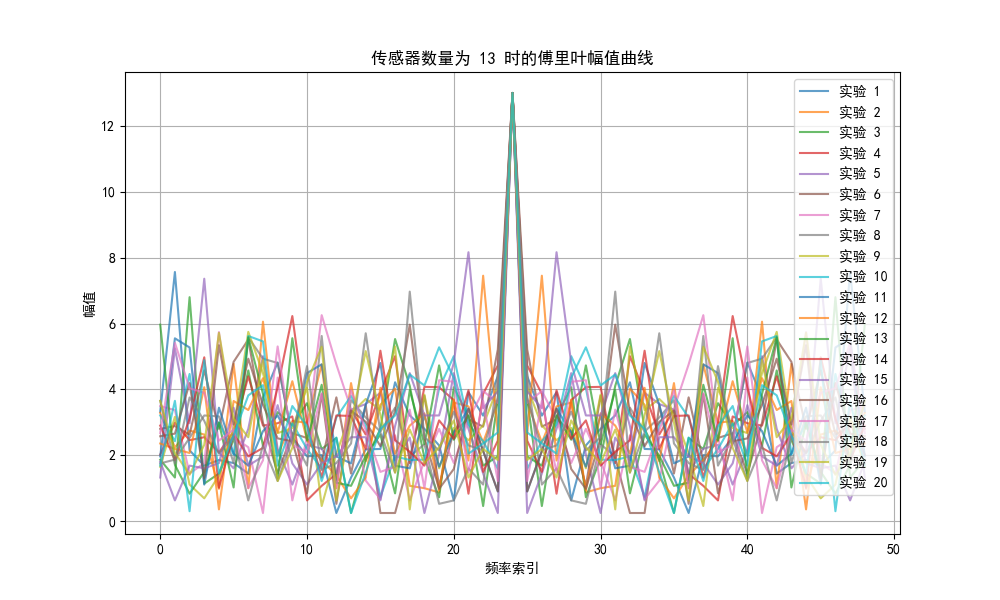 传感器数量为 13 时的傅里叶幅值曲线
幅值
12
10
8
6
4
2
0
0 10 20 30 40 50
频率索引
实验 1
实验 2
实验 3
实验 4
实验 5
实验 6
实验 7
实验 8
实验 9
实验 10
实验 11
实验 12
实验 13
实验 14
实验 15
实验 16
实验 17
实验 18
实验 19
实验 20